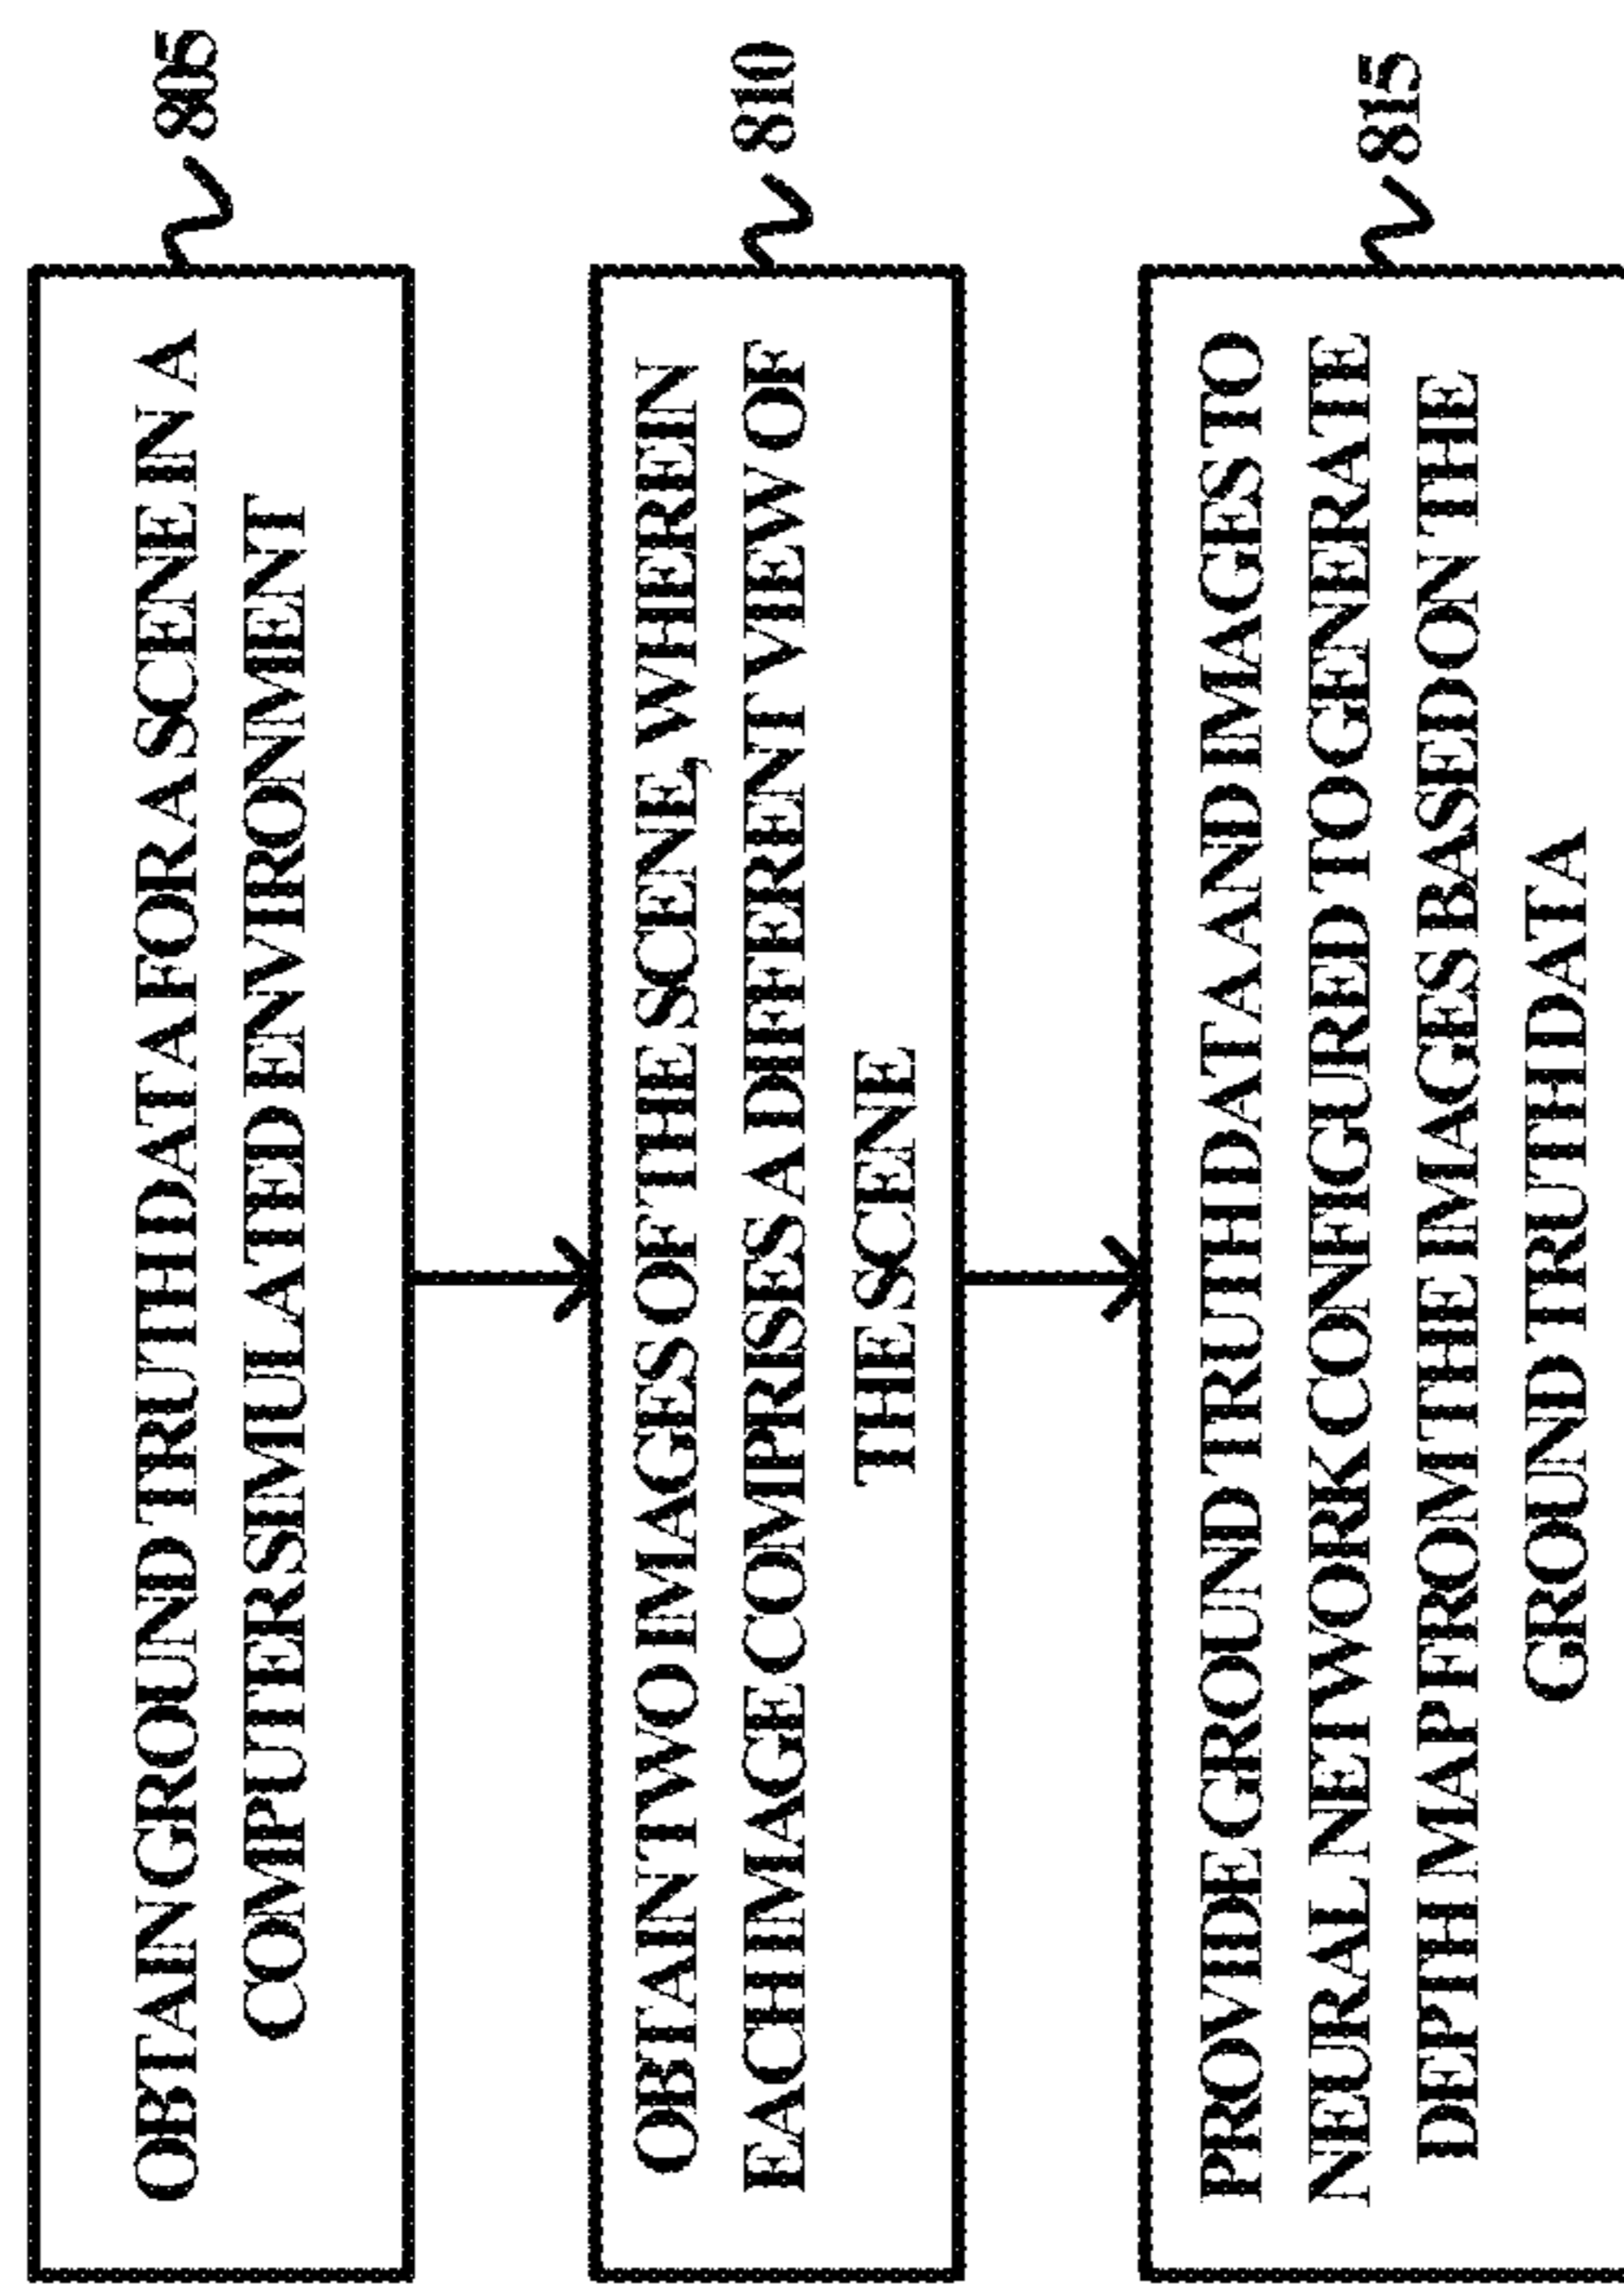 OBTAIN GROUND TRUTH DATA FOR A SCENE IN A
COMPUTER SIMULATED ENVIRONMENT
805
OBTAIN TWO IMAGES OF THE SCENE, WHEREIN
EACH IMAGE COMPRISES A DIFFERENT VIEW OF
THE SCENE
810
PROVIDE GROUND TRUTH DATA AND IMAGES TO
NEURAL NETWORK CONFIGURED TO GENERATE
DEPTH MAP FROM THE IMAGES BASED ON THE
GROUND TRUTH DATA
815